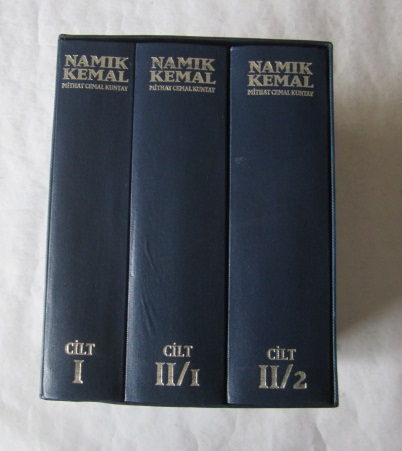 NAMIK
KEMAL
MİTHAT CEMAL KUNTAY
CİLT
I
NAMIK
KEMAL
MİTHAT CEMAL KUNTAY
CİLT
II/1
NAMIK
KEMAL
MİTHAT CEMAL KUNTAY
CİLT
II/2